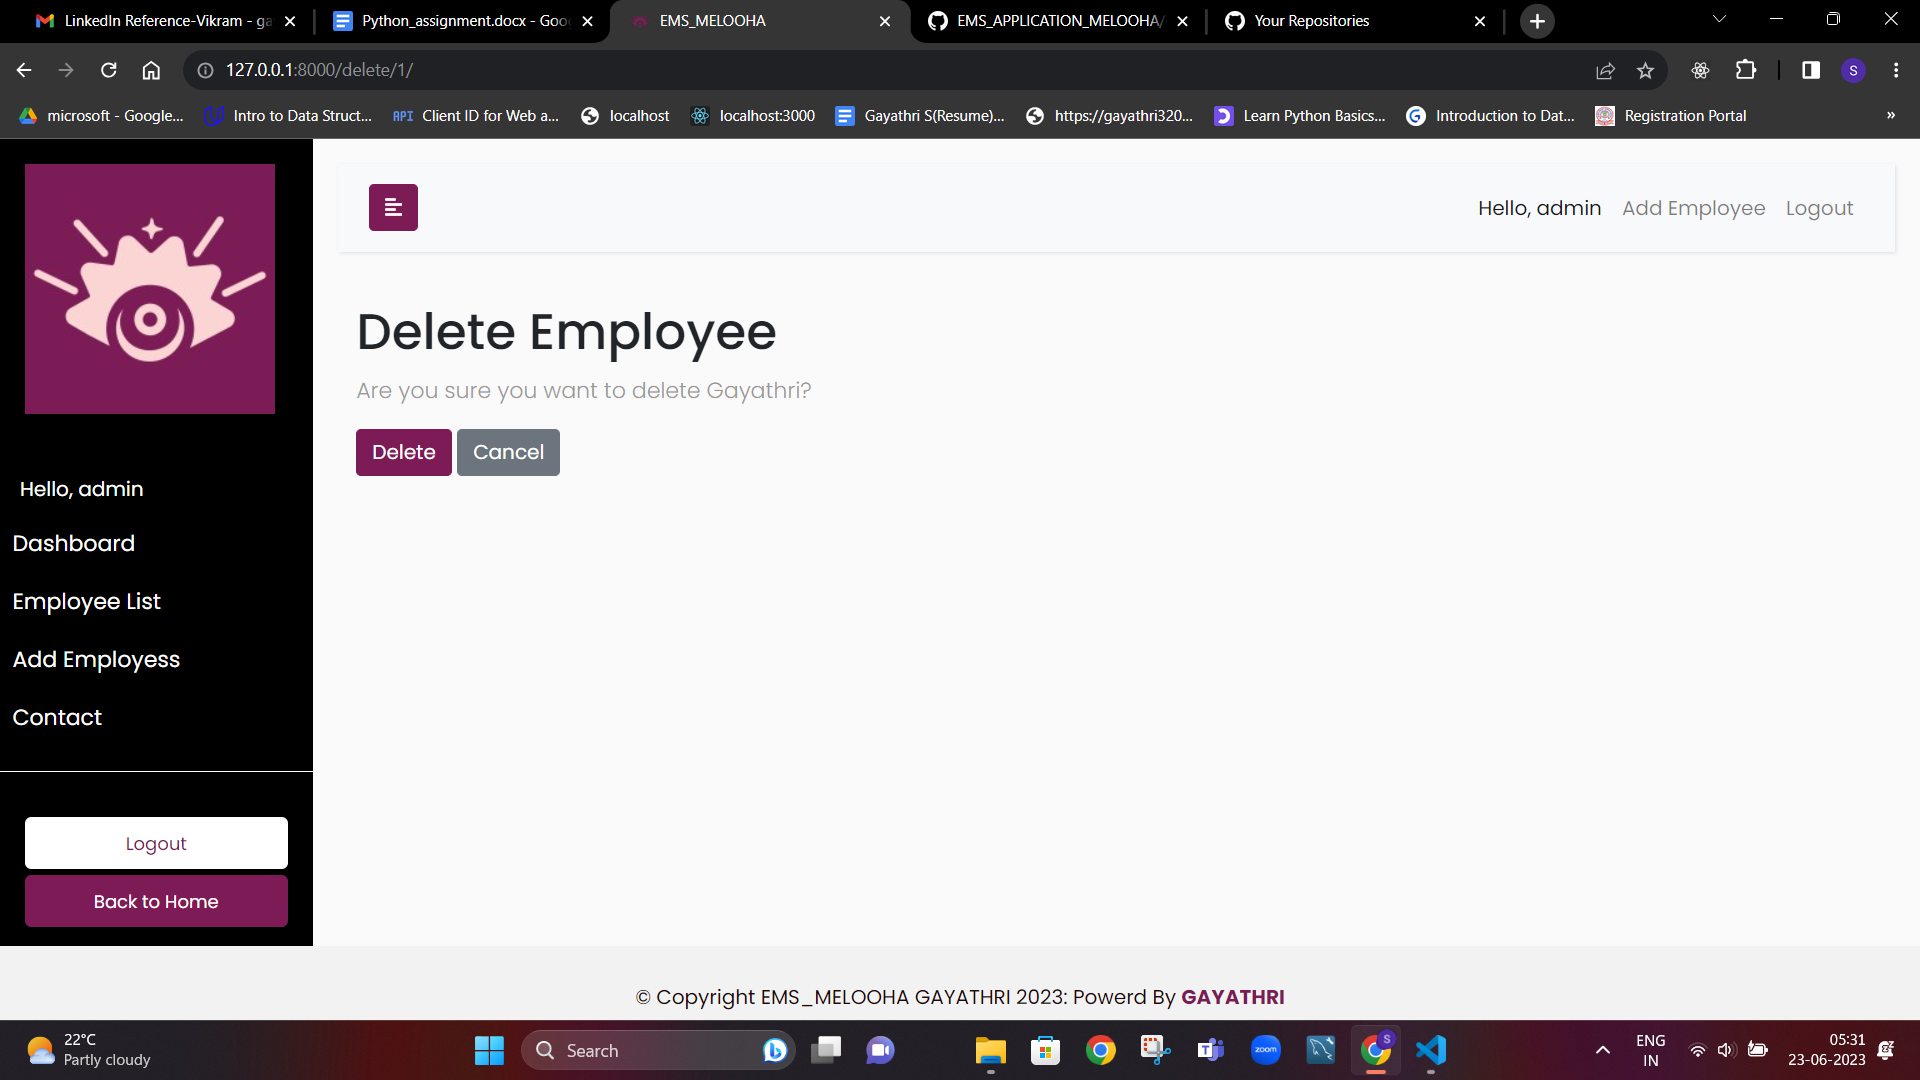 LinkedIn Reference-Vikram - ga
Python_assignment.docx - Goo
EMS_MELOOHA
EMS_APPLICATION_MELOOHA/
Your Repositories
127.0.0.1:8000/delete/1/
S
microsoft - Google...
Intro to Data Struct...
API Client ID for Web a...
localhost
localhost:3000
Gayathri S(Resume)...
https://gayathri320...
Learn Python Basics...
Introduction to Dat...
Registration Portal
»
Hello, admin
Add Employee
Logout
Delete Employee
Are you sure you want to delete Gayathri?
Delete
Cancel
Hello, admin
Dashboard
Employee List
Add Employess
Contact
Logout
Back to Home
© Copyright EMS_MELOOHA GAYATHRI 2023: Powerd By GAYATHRI
22°C
Partly cloudy
Search
zoom
S
ENG
IN
05:31
23-06-2023